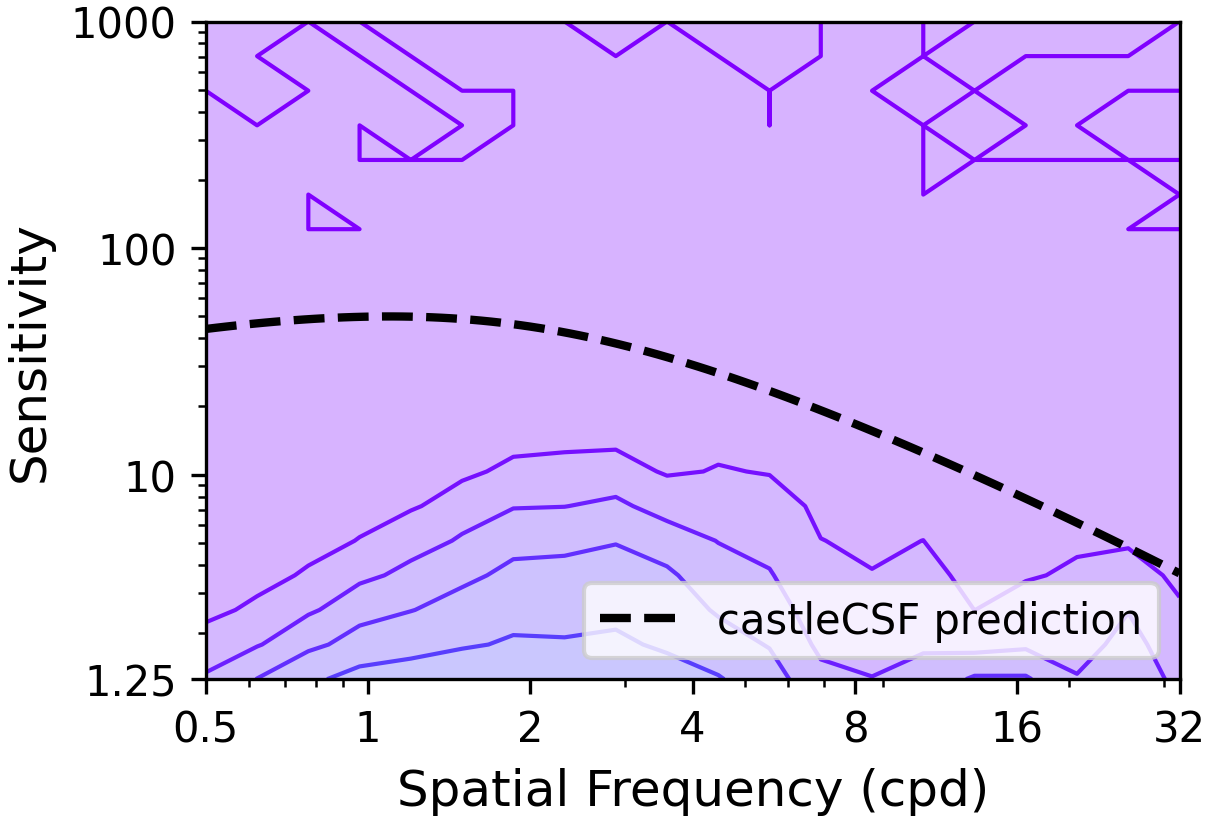 1000
100
10
1.25
Sensitivity
castleCSF prediction
0.5 1 2 4 8 16 32
Spatial Frequency (cpd)